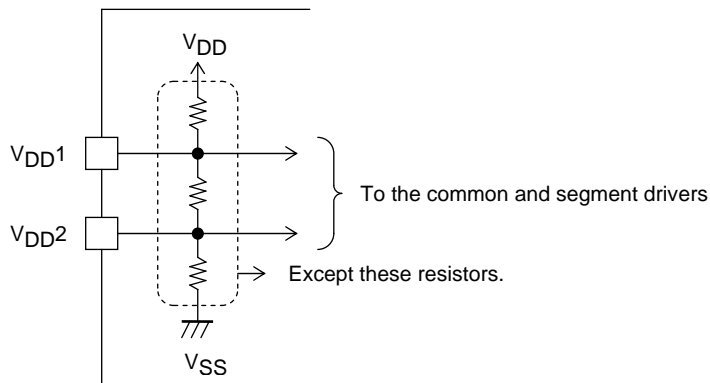 VDD
VDD1
To the common and segment drivers
VDD2
Except these resistors.
VSS